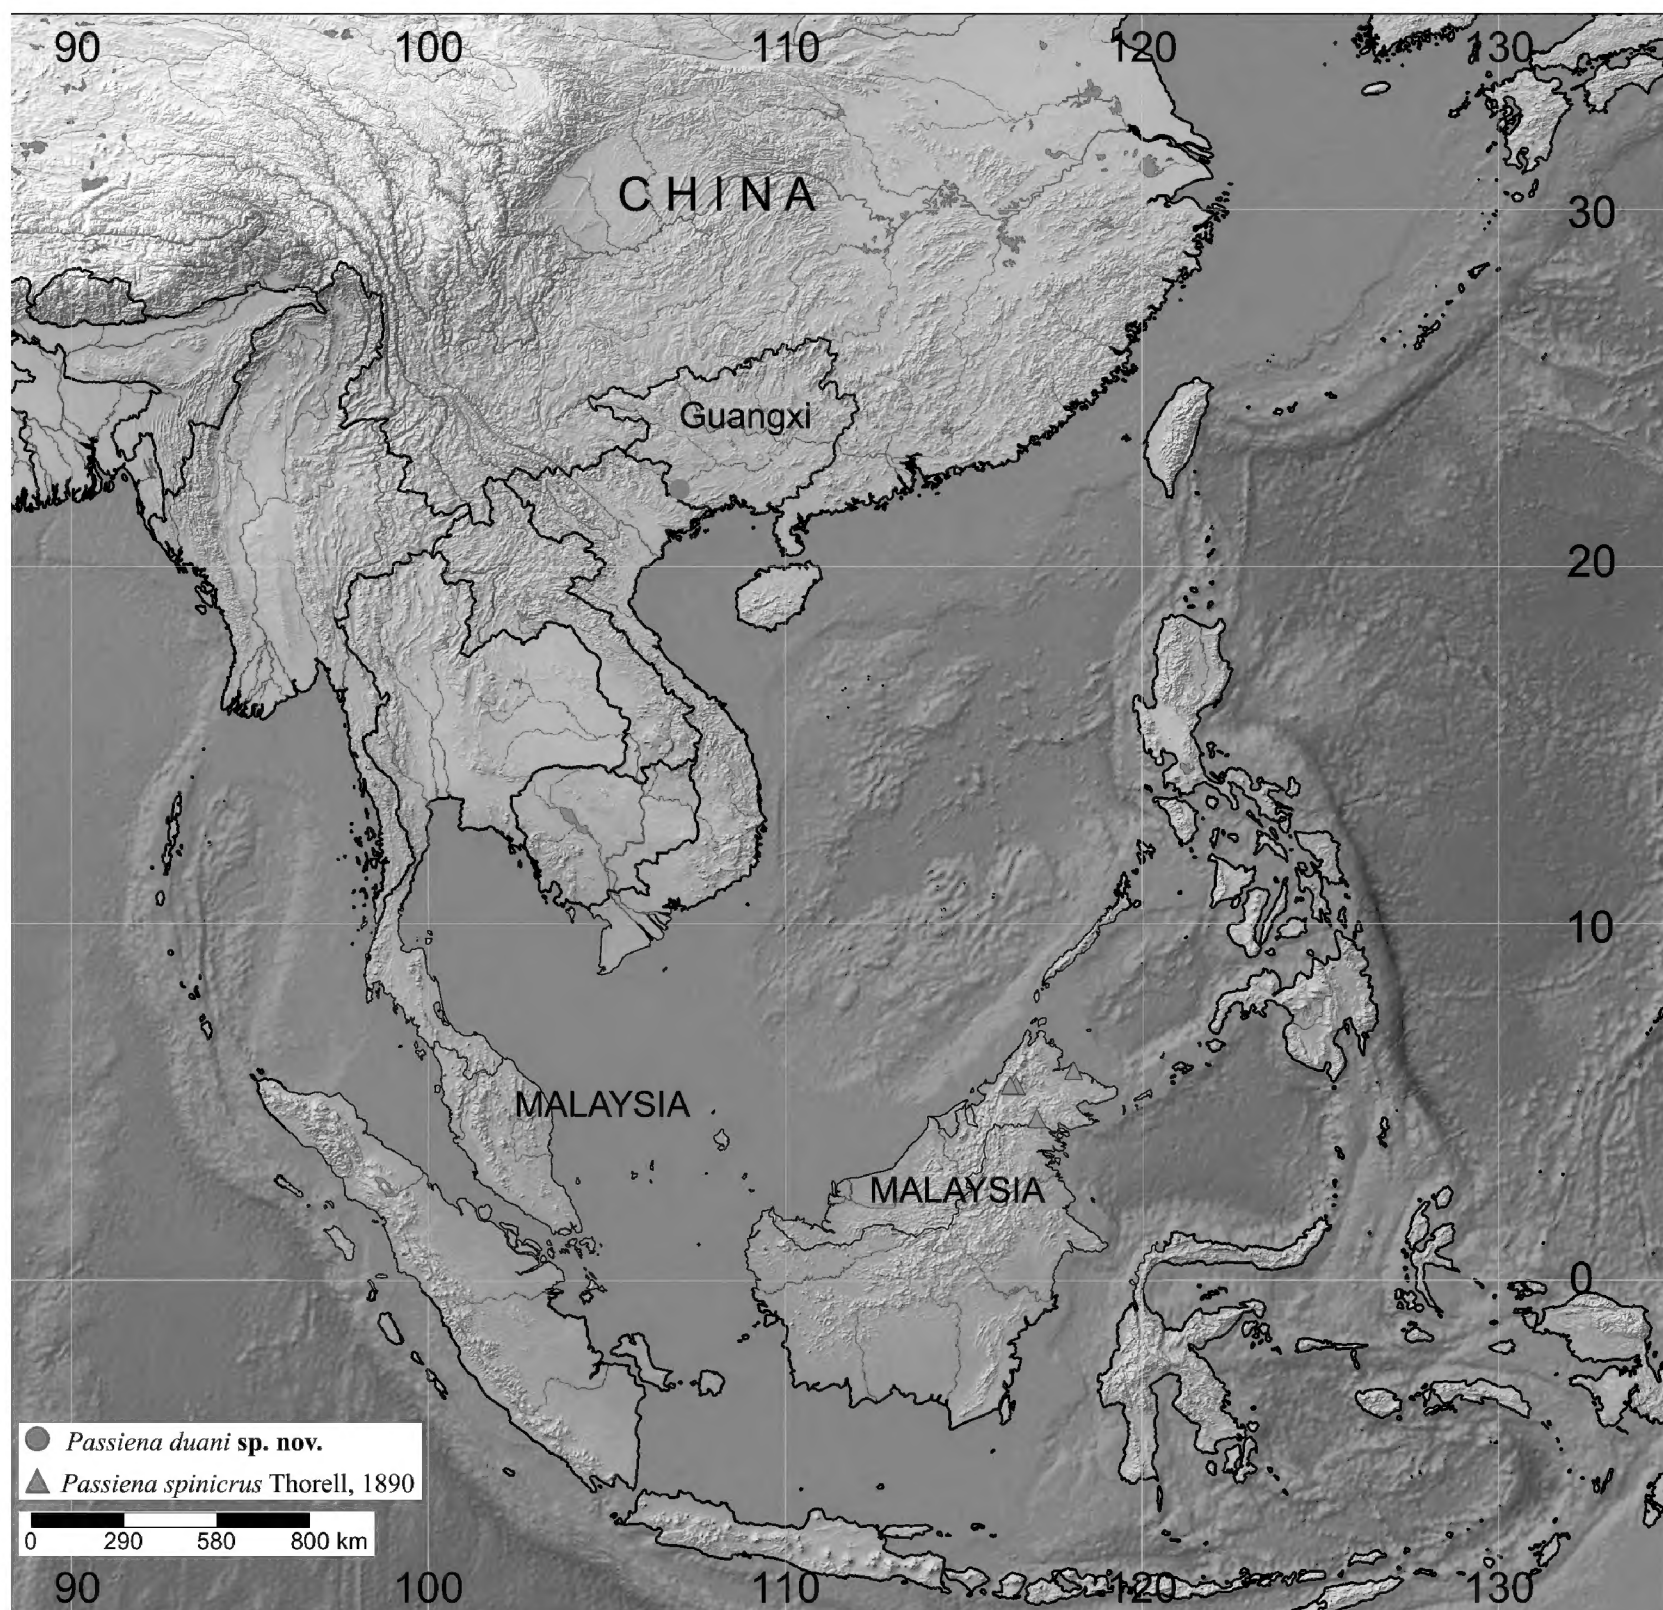 90 100 110 120 130
CHINA
30
Guangxi
20
10
MALAYSIA
MALAYSIA
0
Passiena duani sp. nov.
Passiena spinicrus Thorell, 1890
0 290 580 800 km
90 100 110 120 130